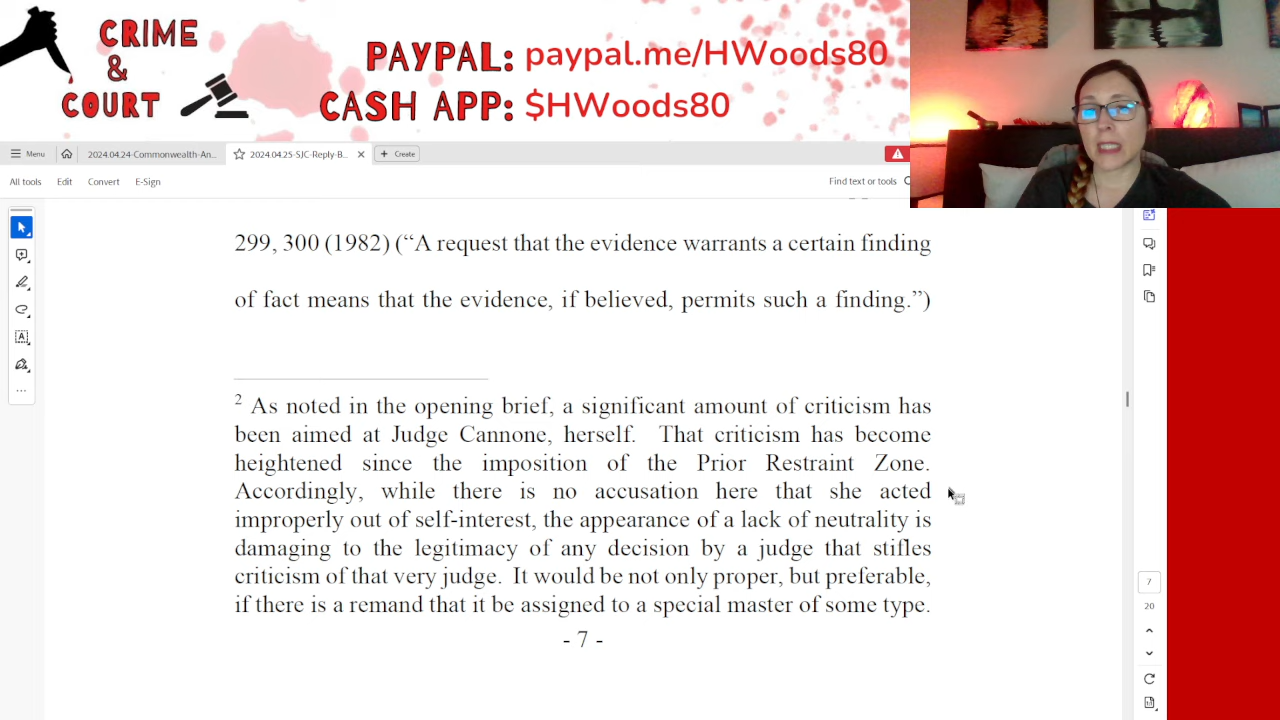 CRIME
&
COURT
PAYPAL: paypal.me/HWoods80
CASH APP: $HWoods80
Menu
2024.04.24-Commonwealth-An...
2024.04.25-SJC-Reply-B...
Create
All tools
Edit
Convert
E-Sign
Find text or tools
299, 300 (1982) (“A request that the evidence warrants a certain finding
of fact means that the evidence, if believed, permits such a finding.”)
2 As noted in the opening brief, a significant amount of criticism has
been aimed at Judge Cannone, herself. That criticism has become
heightened since the imposition of the Prior Restraint Zone.
Accordingly, while there is no accusation here that she acted
improperly out of self-interest, the appearance of a lack of neutrality is
damaging to the legitimacy of any decision by a judge that stifles
criticism of that very judge. It would be not only proper, but preferable,
if there is a remand that it be assigned to a special master of some type.
- 7 -
7
20